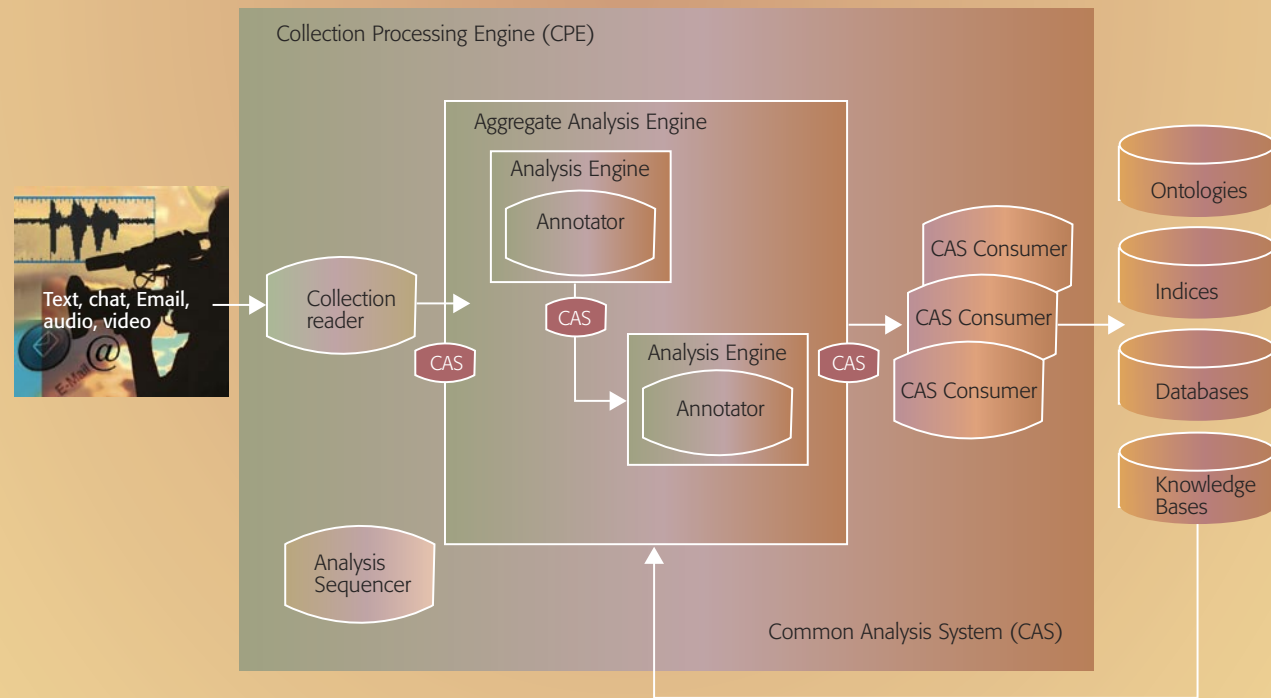 Collection Processing Engine (CPE)
Aggregate Analysis Engine
Analysis Engine
Annotator
CAS
Analysis Engine
Annotator
Text, chat, Email,
audio, video
@
E-Mail
Collection
reader
CAS
CAS
CAS Consumer
CAS Consumer
CAS Consumer
Ontologies
Indices
Databases
Knowledge
Bases
Analysis
Sequencer
Common Analysis System (CAS)